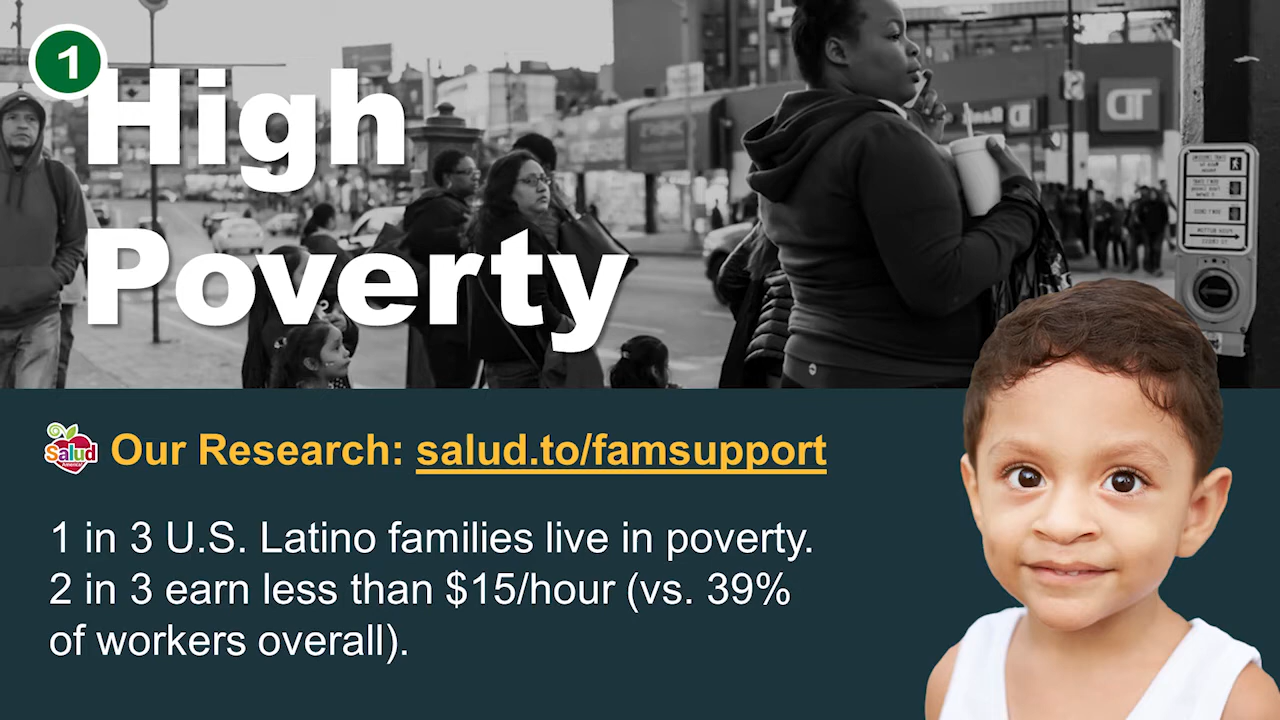 1
High
Poverty
Salud
America!
Our Research: salud.to/famsupport
1 in 3 U.S. Latino families live in poverty.
2 in 3 earn less than $15/hour (vs. 39%
of workers overall).